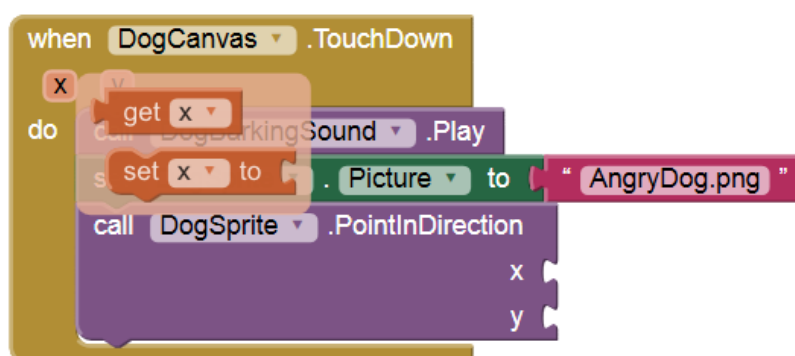 when DogCanvas .TouchDown
x y
get x
do call DogBarkingSound .Play
set x to
. Picture to “ AngryDog.png ”
call DogSprite .PointInDirection
x
y